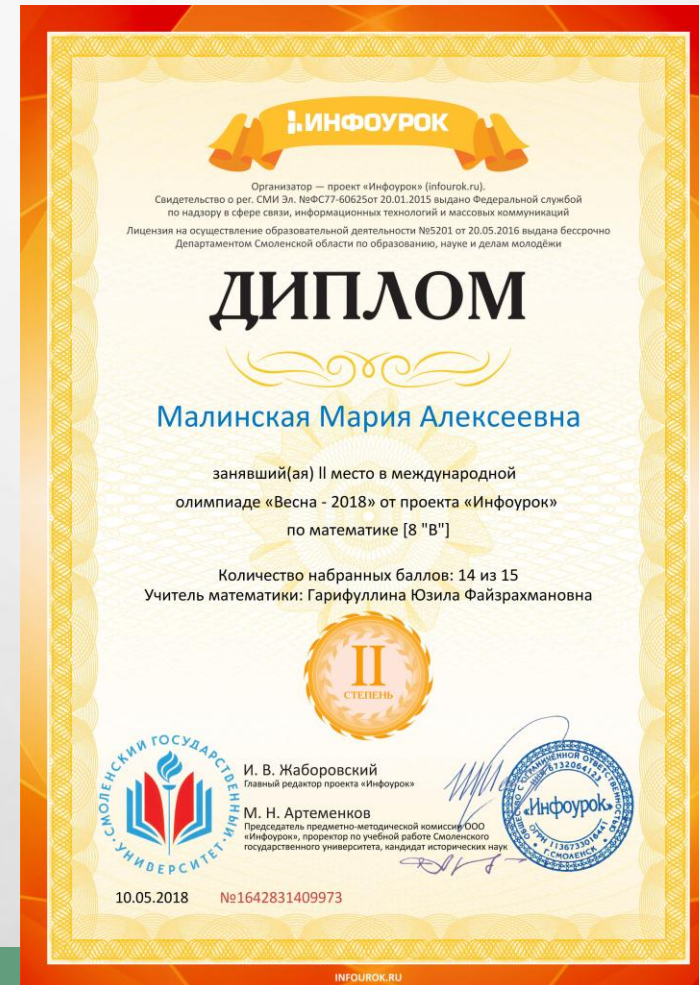 ИНФОУРОК
Организатор — проект «Инфоурок» (infourok.ru).
Свидетельство о рег. СМИ Эл. №ФС77-60625от 20.01.2015 выдано Федеральной службой
по надзору в сфере связи, информационных технологий и массовых коммуникаций
Лицензия на осуществление образовательной деятельности №5201 от 20.05.2016 выдана бессрочно
Департаментом Смоленской области по образованию, науке и делам молодёжи
ДИПЛОМ
Малинская Мария Алексеевна
занявший(ая) II место в международной
олимпиаде «Весна - 2018» от проекта «Инфоурок»
по математике [8 "В"]
Количество набранных баллов: 14 из 15
Учитель математики: Гарифуллина Юзила Файзрахмановна
II
СТЕПЕНЬ
СМОЛЕНСКИЙ ГОСУДАРСТВЕННЫЙ УНИВЕРСИТЕТ
И. В. Жаборовский
Главный редактор проекта «Инфоурок»
М. Н. Артеменков
Председатель предметно-методической комиссии ООО
«Инфоурок», проректор по учебной работе Смоленского
государственного университета, кандидат исторических наук
ОБЩЕСТВО С ОГРАНИЧЕННОЙ ОТВЕТСТВЕННОСТЬЮ
«Инфоурок»
ОГРН 1136733016441
Г.СМОЛЕНСК
10.05.2018 №1642831409973
INFOUROK.RU